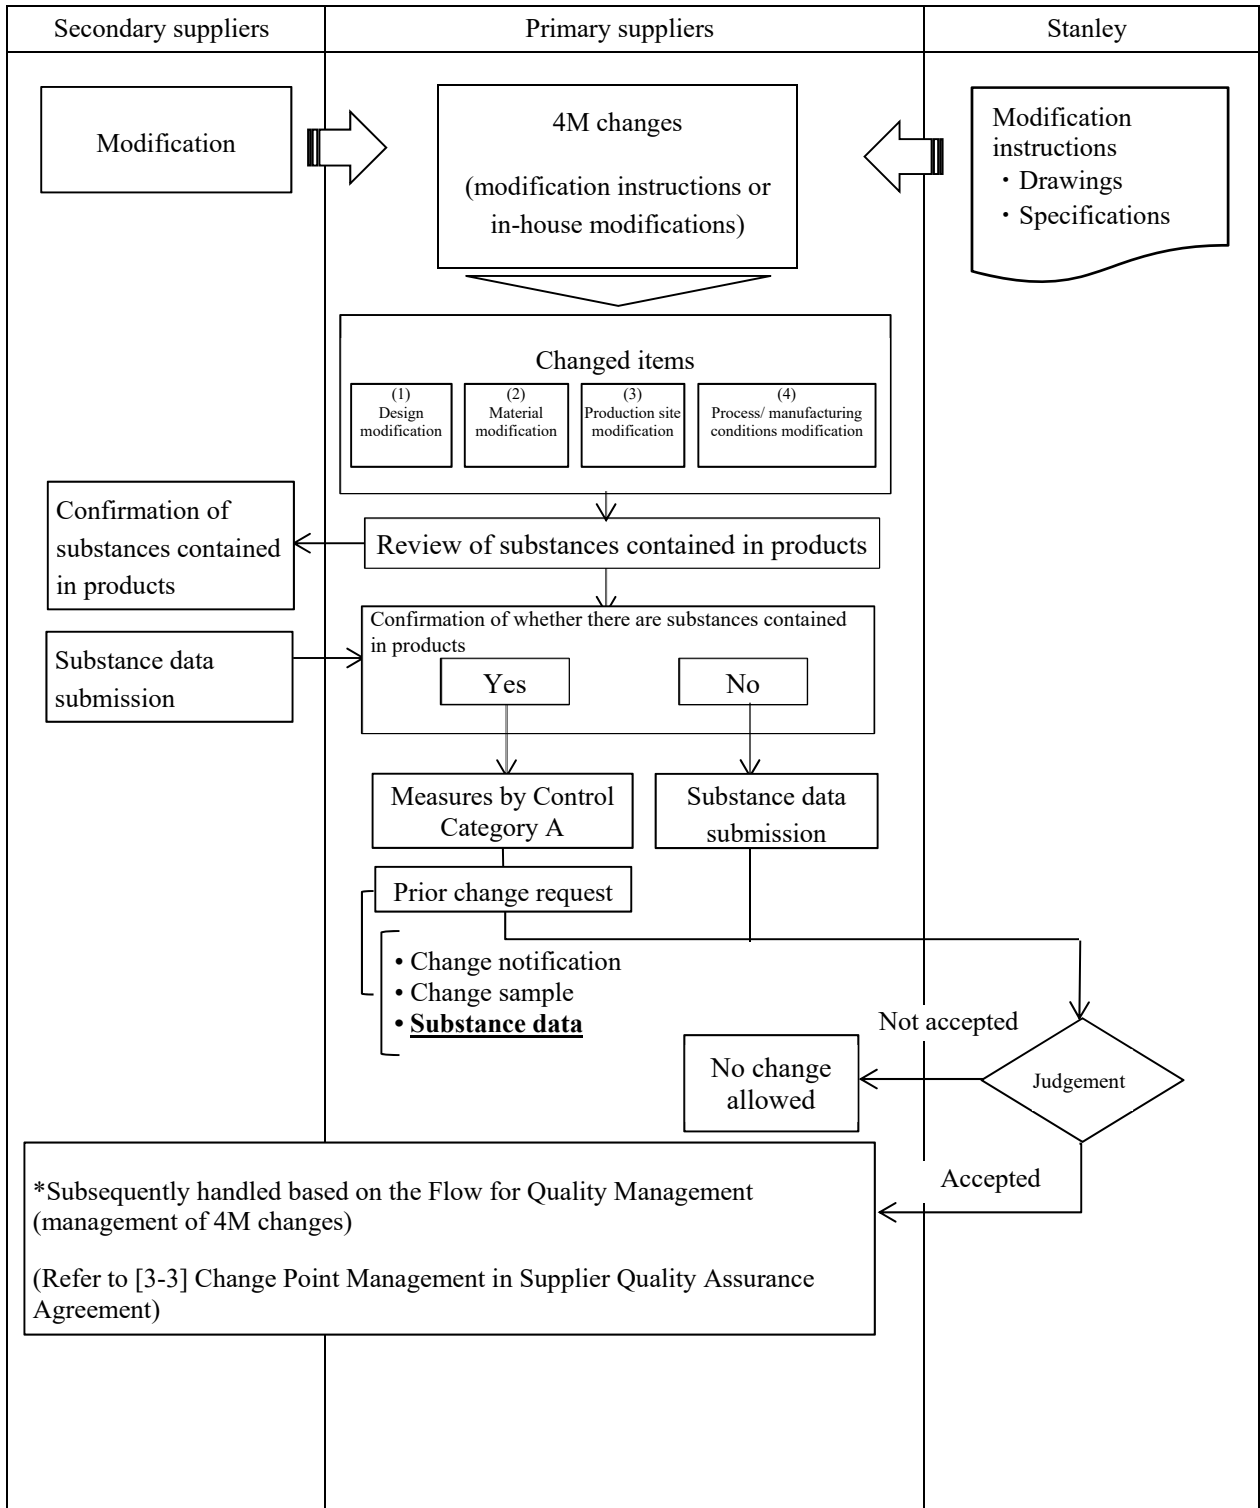 Secondary suppliers
Primary suppliers
Stanley
Modification
4M changes
(modification instructions or
in-house modifications)
Modification
instructions
・Drawings
・Specifications
Changed items
(1)
Design
modification
(2)
Material
modification
(3)
Production site
modification
(4)
Process/ manufacturing
conditions modification
Confirmation of
substances contained
in products
Review of substances contained in products
Confirmation of whether there are substances contained
in products
Substance data
submission
Yes
No
Measures by Control
Category A
Substance data
submission
Prior change request
• Change notification
• Change sample
• Substance data
Not accepted
No change
allowed
Judgement
Accepted
*Subsequently handled based on the Flow for Quality Management
(management of 4M changes)
(Refer to [3-3] Change Point Management in Supplier Quality Assurance
Agreement)